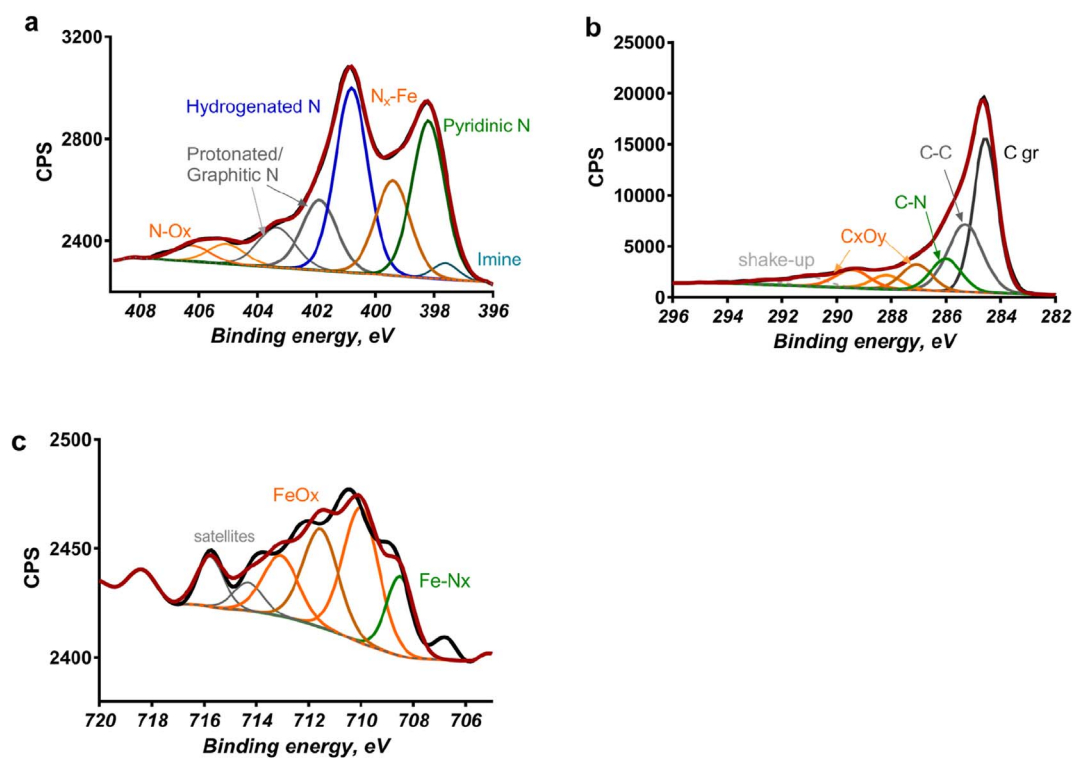 a
3200
2800
2400
CPS
Hydrogenated N
Nx-Fe
Pyridinic N
Protonated/
Graphitic N
N-Ox
Imine
408 406 404 402 400 398 396
Binding energy, eV
b
25000
20000
15000
10000
5000
0
CPS
C-C
C gr
C-N
CxOy
shake-up
296 294 292 290 288 286 284 282
Binding energy, eV
c
2500
2450
2400
CPS
FeOx
satellites
Fe-Nx
720 718 716 714 712 710 708 706
Binding energy, eV